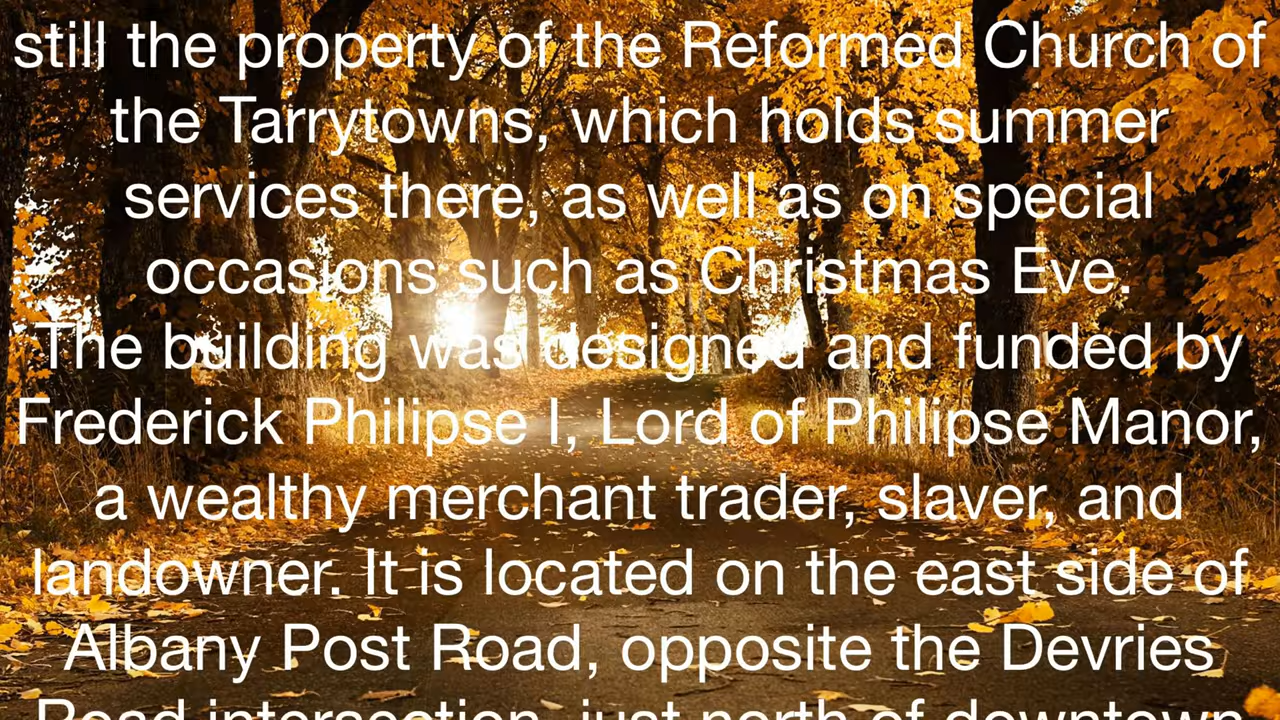 still the property of the Reformed Church of
the Tarrytowns, which holds summer
services there, as well as on special
occasions such as Christmas Eve.
The building was designed and funded by
Frederick Philipse I, Lord of Philipse Manor,
a wealthy merchant trader, slaver, and
landowner. It is located on the east side of
Albany Post Road, opposite the Devries
Road intersection, just north of downtown